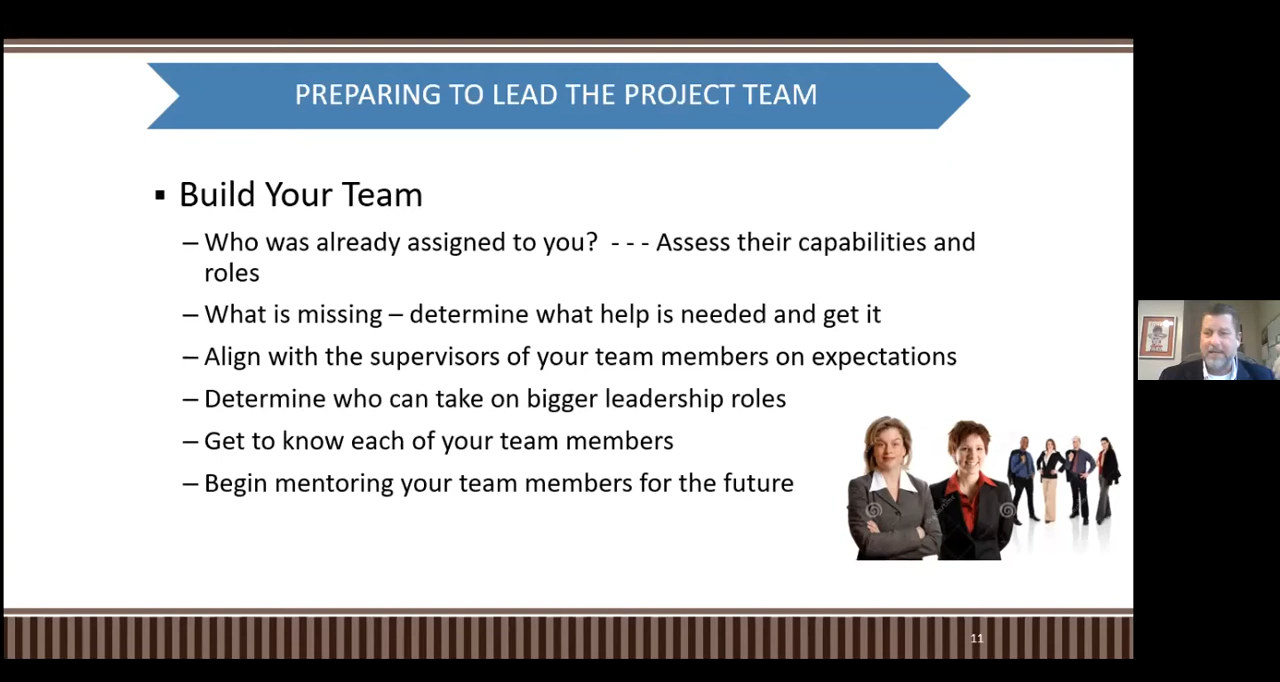 PREPARING TO LEAD THE PROJECT TEAM
▪ Build Your Team
– Who was already assigned to you? - - - Assess their capabilities and
roles
– What is missing – determine what help is needed and get it
– Align with the supervisors of your team members on expectations
– Determine who can take on bigger leadership roles
– Get to know each of your team members
– Begin mentoring your team members for the future
11